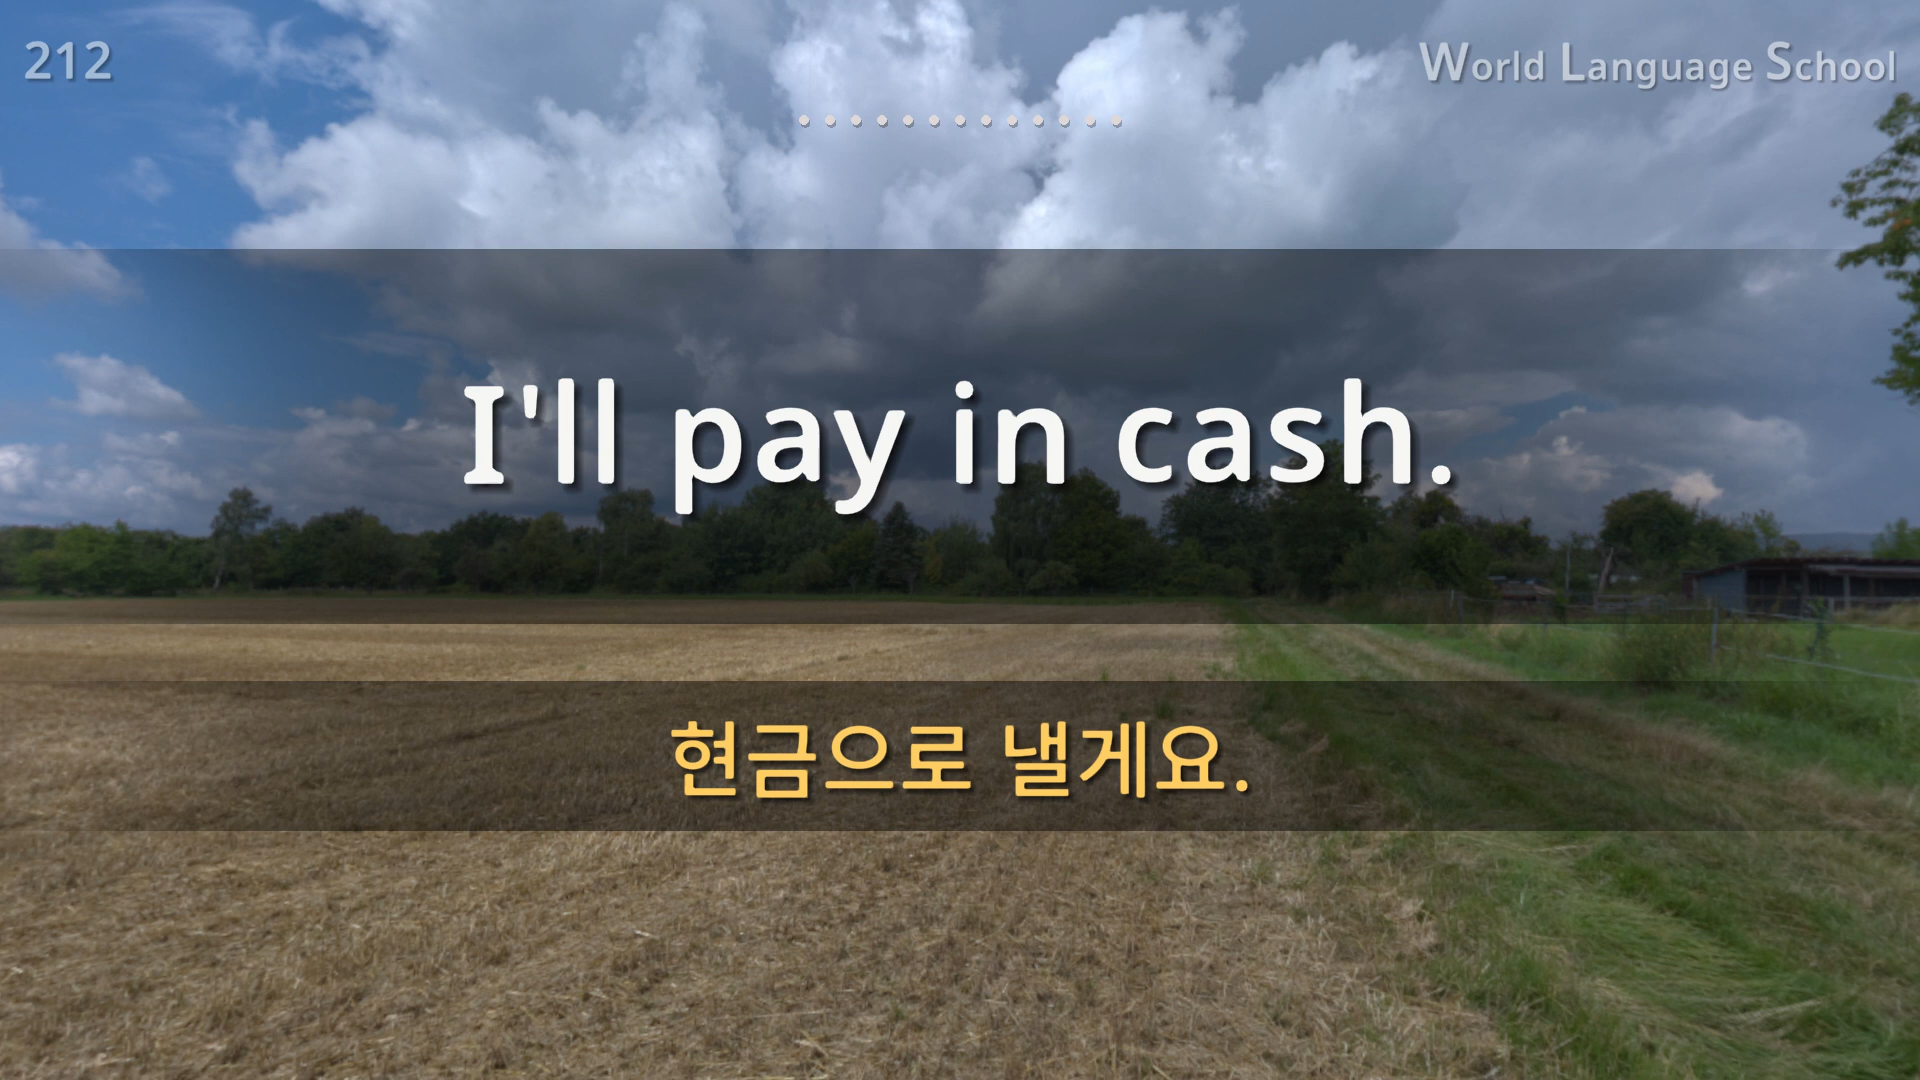 212
World Language School
I'll pay in cash.
현금으로 낼게요.